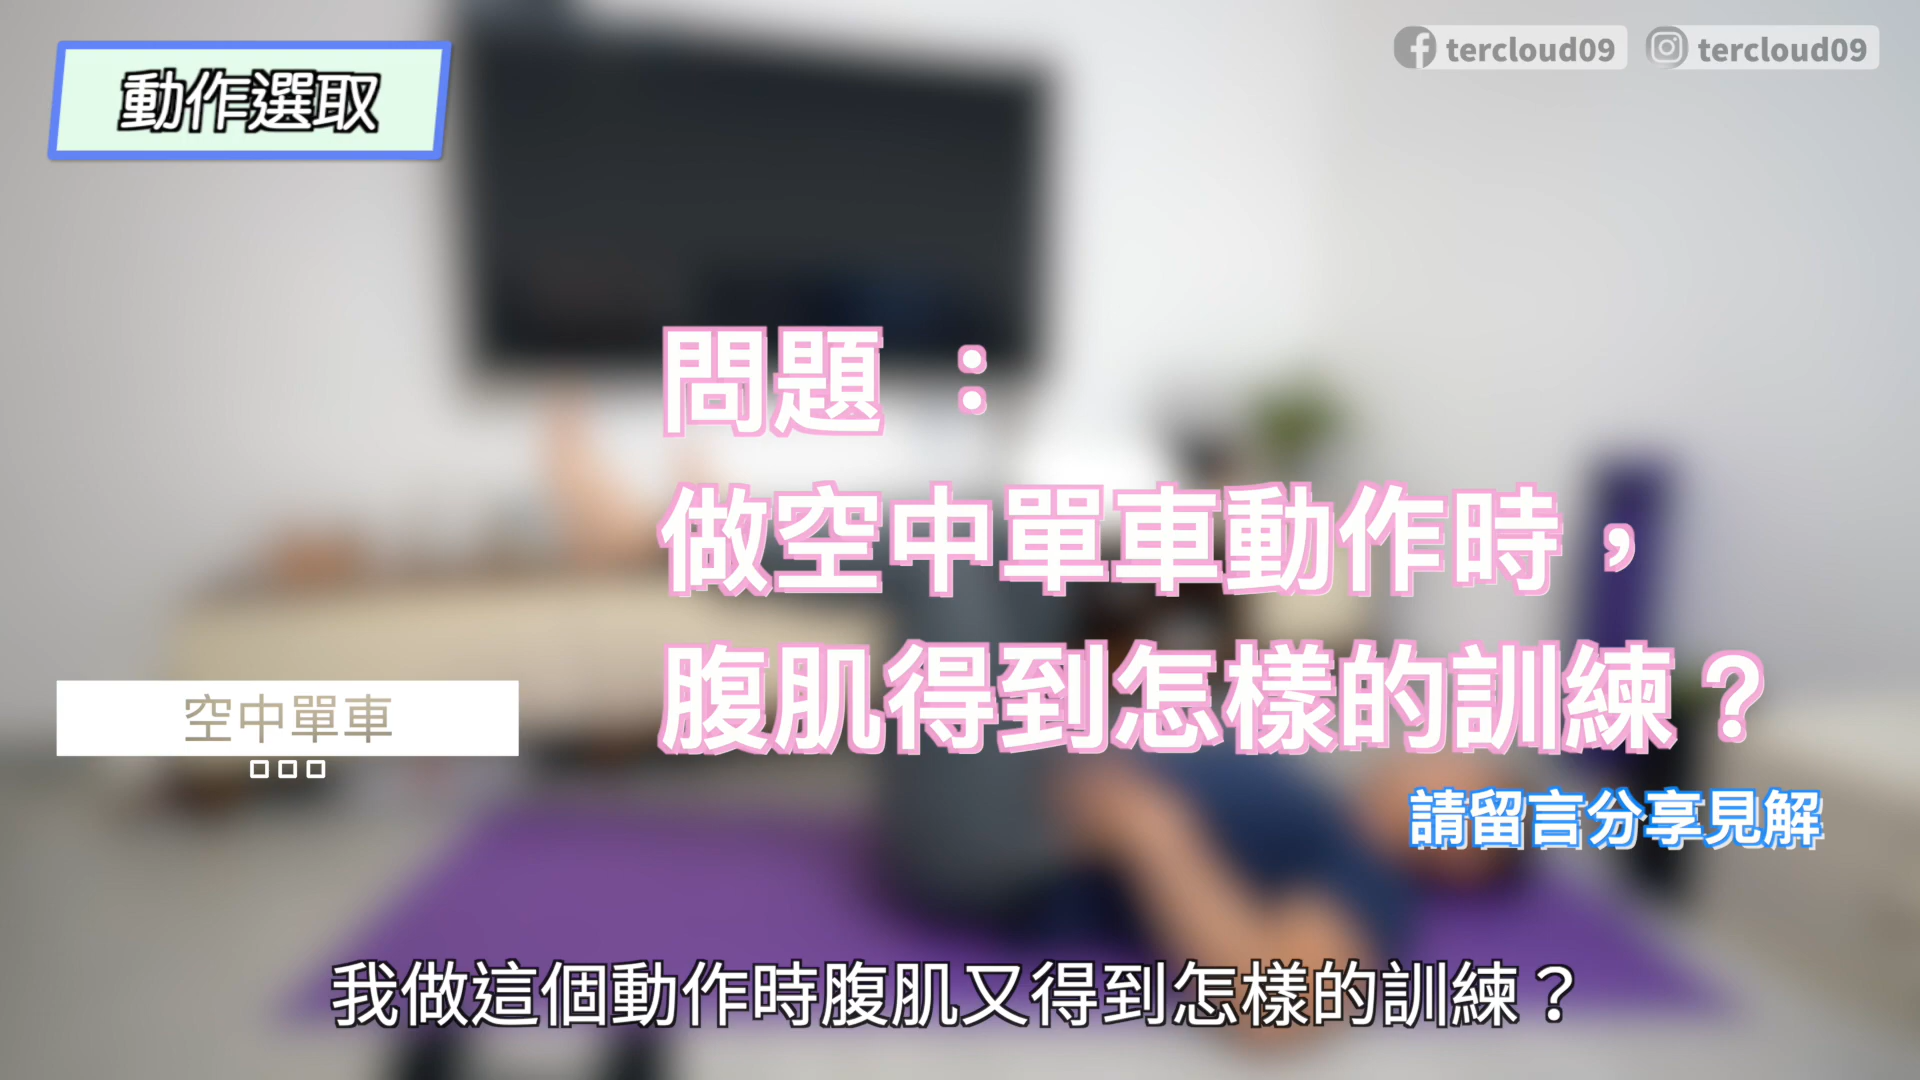 動作選取
tercloud09
tercloud09
問題：
做空中單車動作時，
腹肌得到怎樣的訓練？
空中單車
請留言分享見解
我做這個動作時腹肌又得到怎樣的訓練？